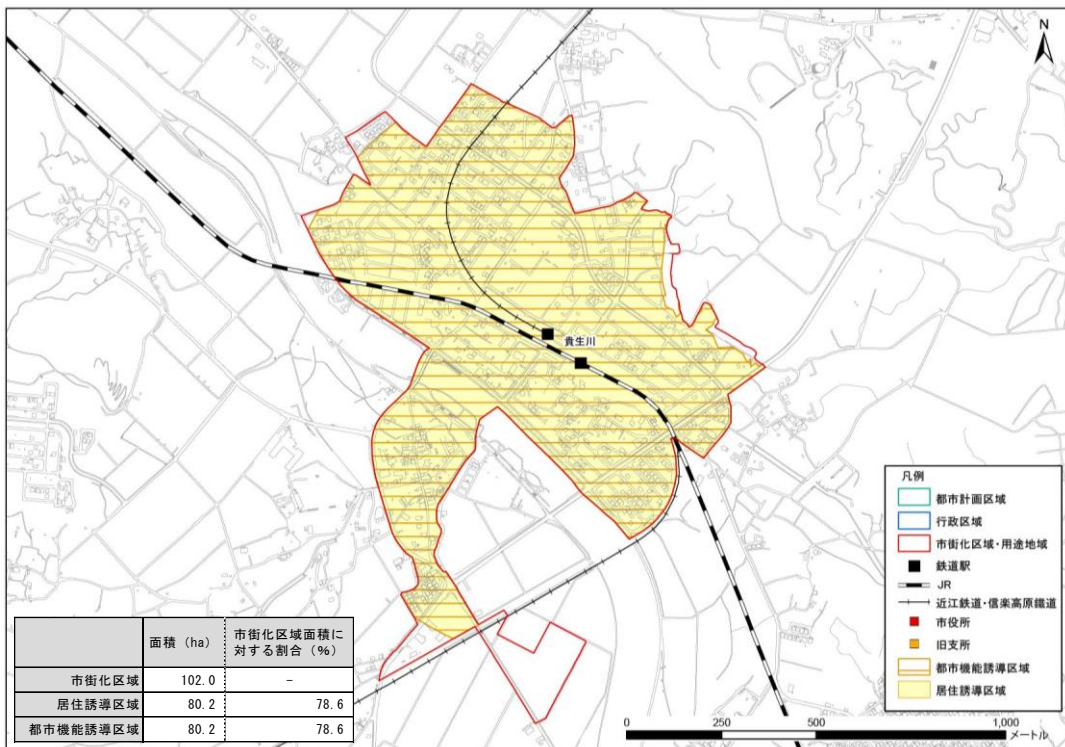 N
貴生川
凡例
都市計画区域
行政区域
市街化区域・用途地域
鉄道駅
JR
近江鉄道・信楽高原鐵道
市役所
旧支所
都市機能誘導区域
居住誘導区域
面積 (ha) 市街化区域面積に
対する割合 (%)
市街化区域 102.0 -
居住誘導区域 80.2 78.6
都市機能誘導区域 80.2 78.6
0 250 500 1,000
メートル